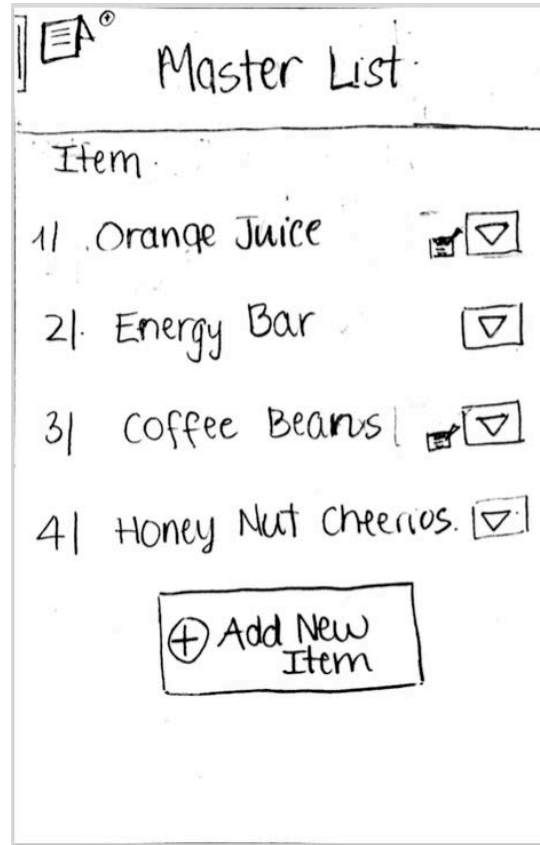 Master List
Item
1| Orange Juice
2| Energy Bar
3| Coffee Beans
4| Honey Nut Cheerios.
Add New
Item